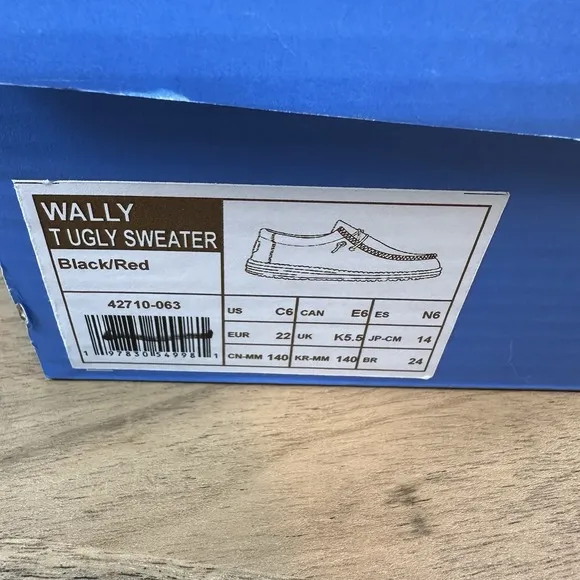 WALLY
T UGLY SWEATER
Black/Red
42710-063
US C6 CAN E6 ES N6
EUR 22 UK K5.5 JP-CM 14
CN-MM 140 KR-MM 140 BR 24